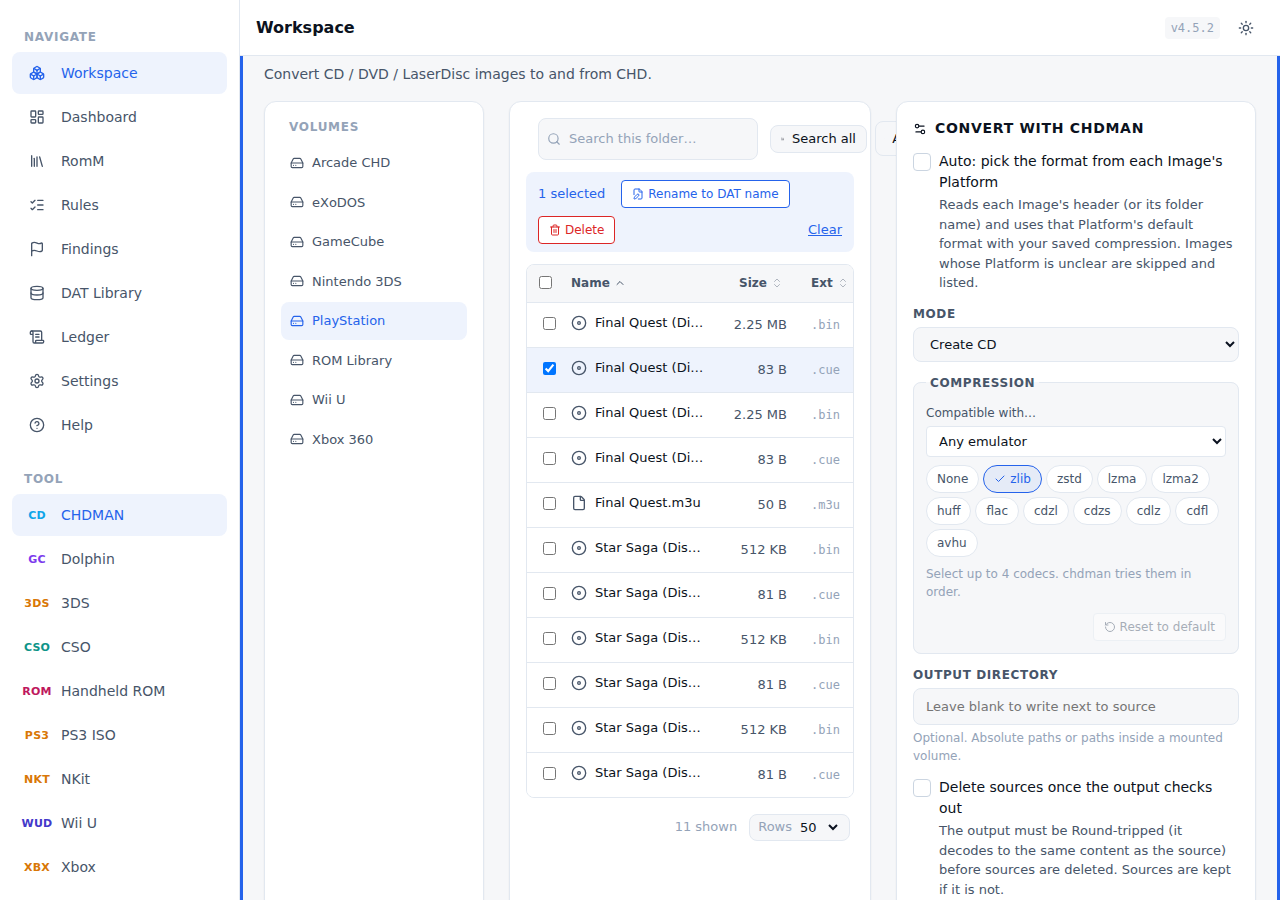 NAVIGATE
Workspace
Dashboard
RomM
Rules
Findings
DAT Library
Ledger
Settings
Help
TOOL
CD CHDMAN
GC Dolphin
3DS 3DS
CSO CSO
ROM Handheld ROM
PS3 PS3 ISO
NKT NKit
WUD Wii U
XBX Xbox
Workspace
v4.5.2
Convert CD / DVD / LaserDisc images to and from CHD.
VOLUMES
Arcade CHD
eXoDOS
GameCube
Nintendo 3DS
PlayStation
ROM Library
Wii U
Xbox 360
Search this folder…
Search all
1 selected
Rename to DAT name
Delete
Clear
Name Size Ext
Final Quest (Di… 2.25 MB .bin
Final Quest (Di… 83 B .cue
Final Quest (Di… 2.25 MB .bin
Final Quest (Di… 83 B .cue
Final Quest.m3u 50 B .m3u
Star Saga (Dis… 512 KB .bin
Star Saga (Dis… 81 B .cue
Star Saga (Dis… 512 KB .bin
Star Saga (Dis… 81 B .cue
Star Saga (Dis… 512 KB .bin
Star Saga (Dis… 81 B .cue
11 shown
Rows 50
CONVERT WITH CHDMAN
Auto: pick the format from each Image's
Platform
Reads each Image's header (or its folder
name) and uses that Platform's default
format with your saved compression. Images
whose Platform is unclear are skipped and
listed.
MODE
Create CD
COMPRESSION
Compatible with…
Any emulator
None zlib zstd lzma lzma2
huff flac cdzl cdzs cdlz cdfl
avhu
Select up to 4 codecs. chdman tries them in
order.
Reset to default
OUTPUT DIRECTORY
Leave blank to write next to source
Optional. Absolute paths or paths inside a mounted
volume.
Delete sources once the output checks
out
The output must be Round-tripped (it
decodes to the same content as the source)
before sources are deleted. Sources are kept
if it is not.